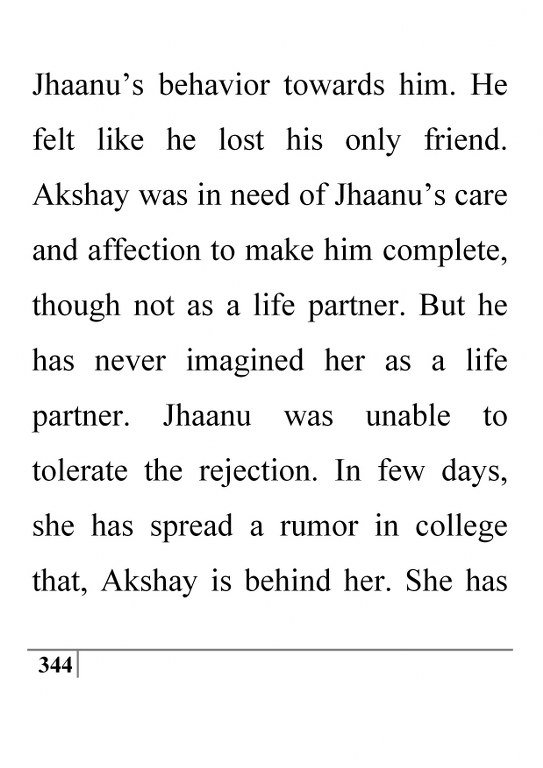 Jhaanu’s behavior towards him. He
felt like he lost his only friend.
Akshay was in need of Jhaanu’s care
and affection to make him complete,
though not as a life partner. But he
has never imagined her as a life
partner. Jhaanu was unable to
tolerate the rejection. In few days,
she has spread a rumor in college
that, Akshay is behind her. She has
344